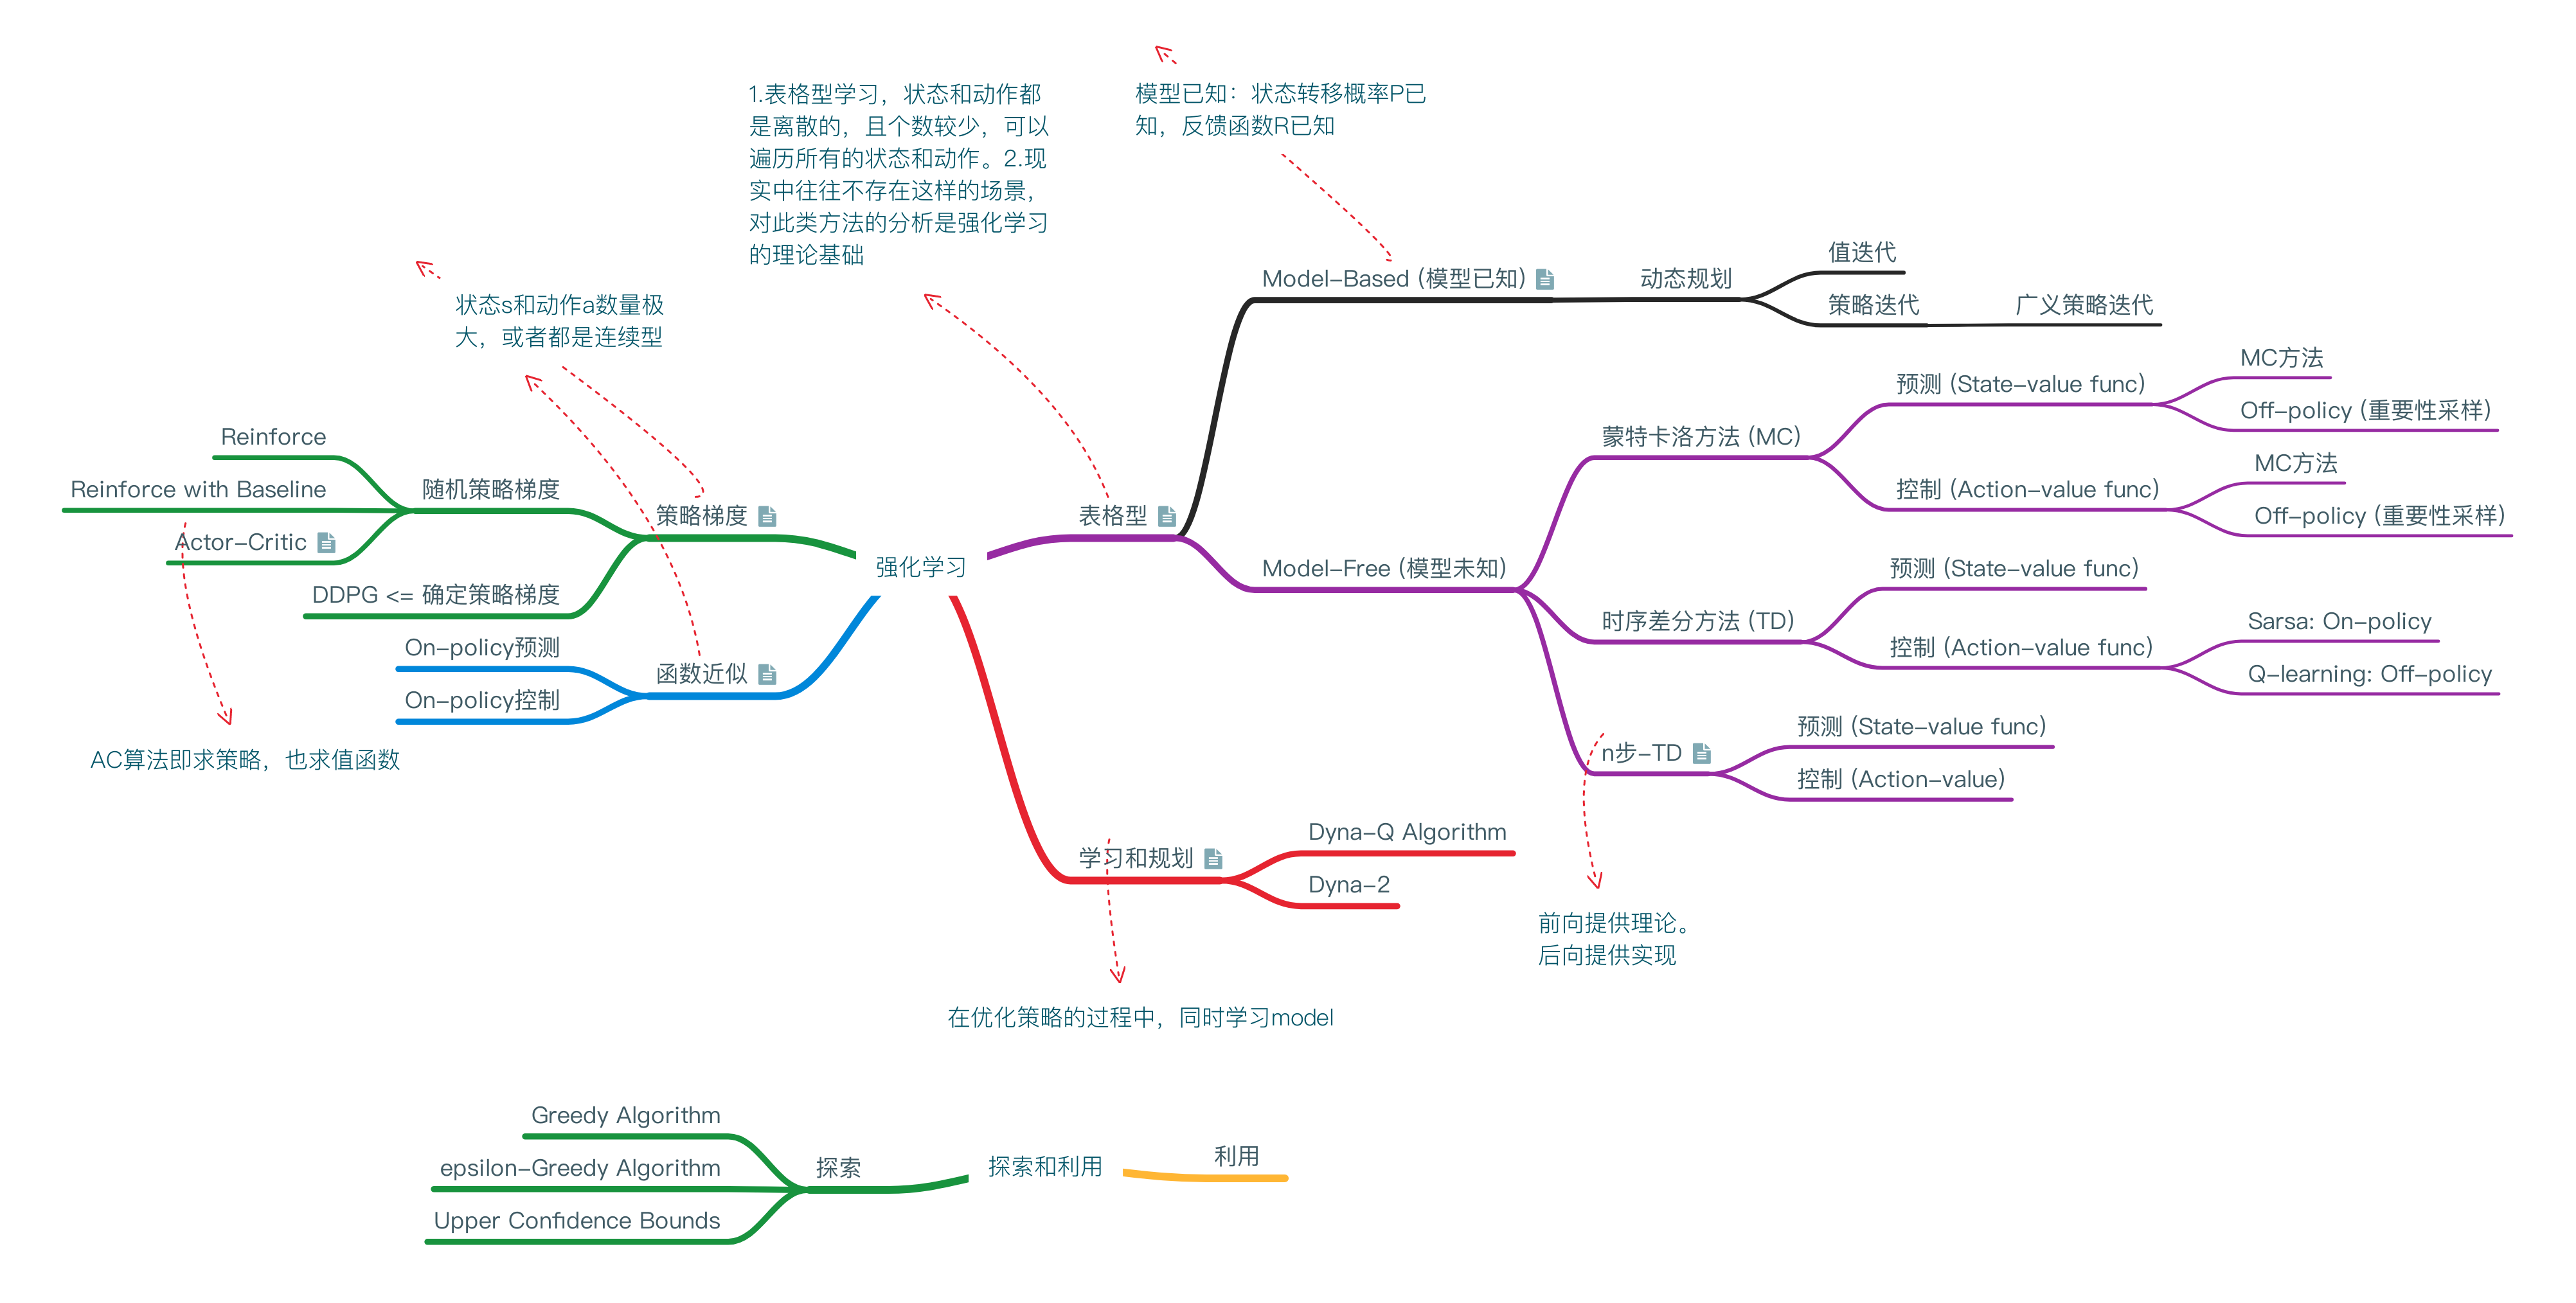 1.表格型学习，状态和动作都
是离散的，且个数较少，可以
遍历所有的状态和动作。2.现
实中往往不存在这样的场景，
对此类方法的分析是强化学习
的理论基础
模型已知：状态转移概率P已
知，反馈函数R已知
状态s和动作a数量极
大，或者都是连续型
强化学习
表格型
Model-Based (模型已知)
动态规划
值迭代
策略迭代
广义策略迭代
Model-Free (模型未知)
蒙特卡洛方法 (MC)
预测 (State-value func)
MC方法
Off-policy (重要性采样)
控制 (Action-value func)
MC方法
Off-policy (重要性采样)
时序差分方法 (TD)
预测 (State-value func)
控制 (Action-value func)
Sarsa: On-policy
Q-learning: Off-policy
n步-TD
预测 (State-value func)
控制 (Action-value)
前向提供理论。
后向提供实现
学习和规划
Dyna-Q Algorithm
Dyna-2
在优化策略的过程中，同时学习model
策略梯度
随机策略梯度
Reinforce
Reinforce with Baseline
Actor-Critic
DDPG <= 确定策略梯度
函数近似
On-policy预测
On-policy控制
AC算法即求策略，也求值函数
探索和利用
探索
Greedy Algorithm
epsilon-Greedy Algorithm
Upper Confidence Bounds
利用